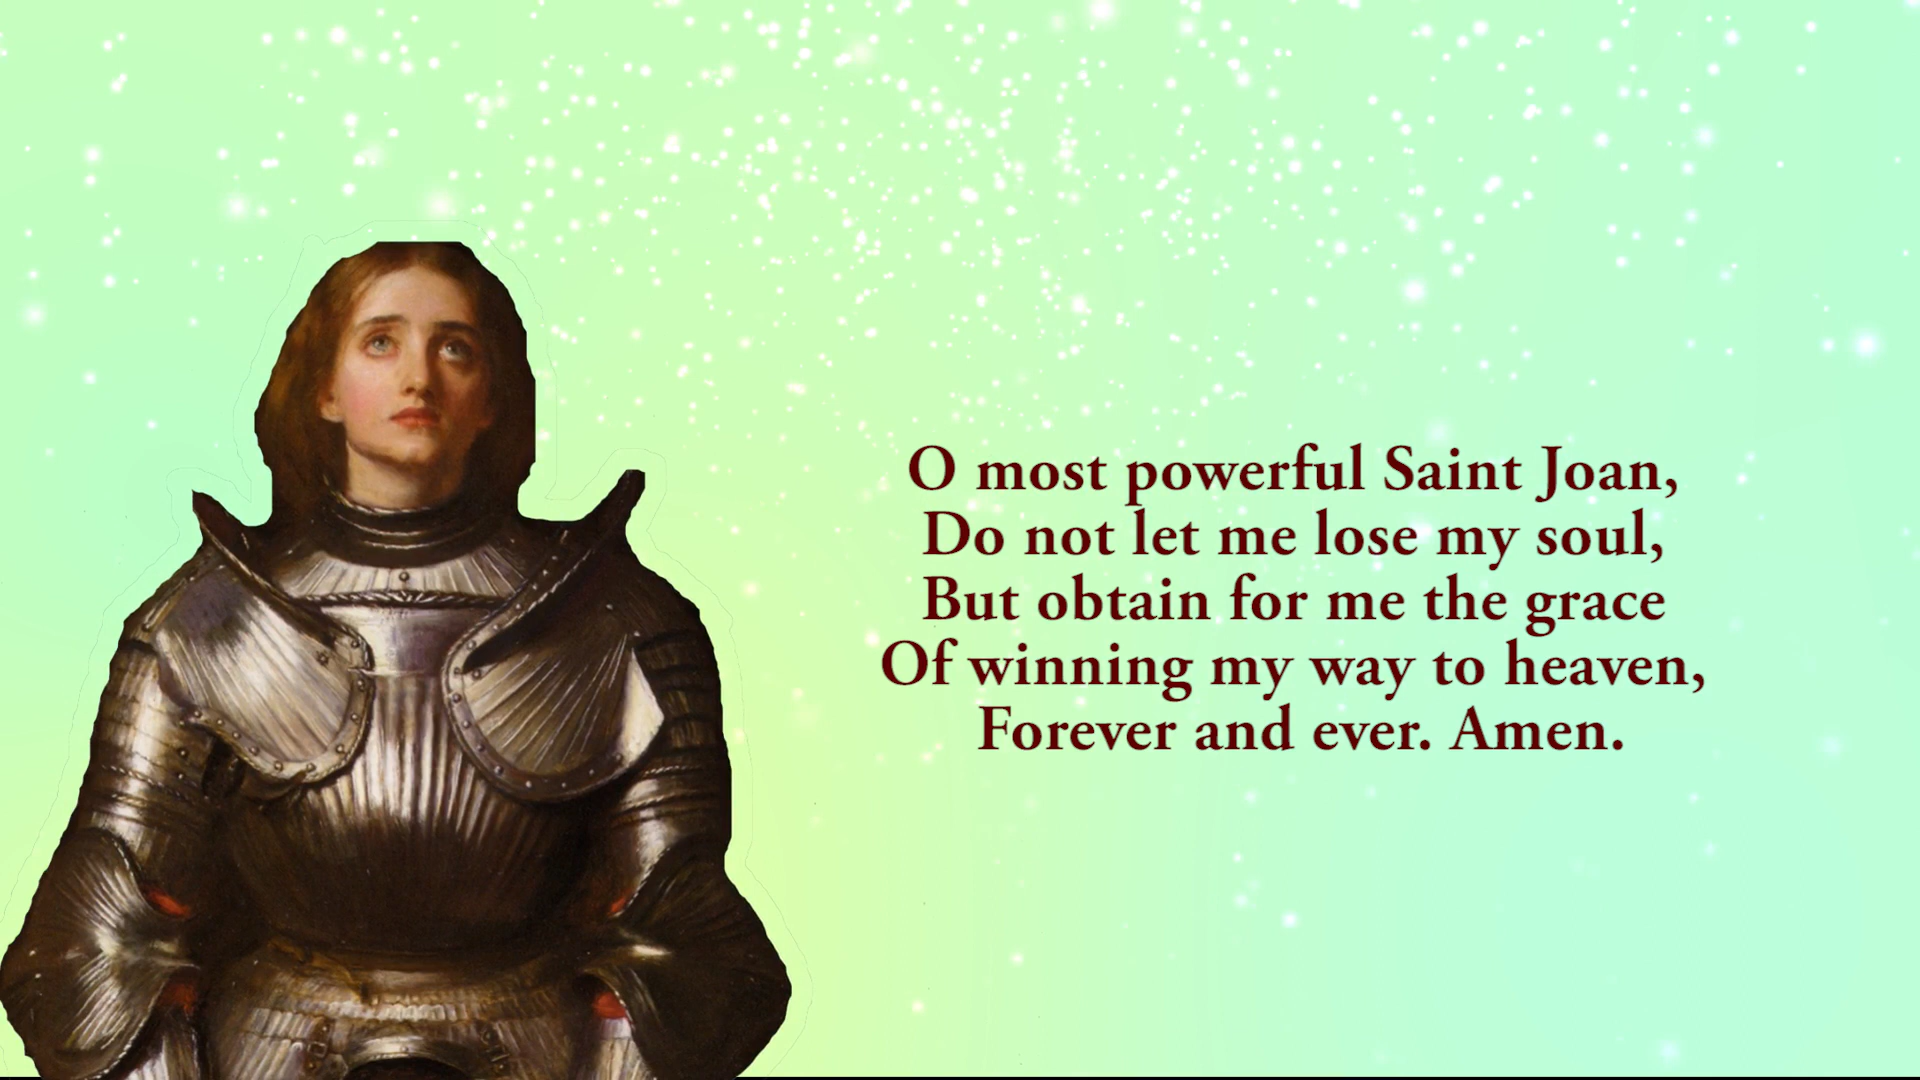 O most powerful Saint Joan,
Do not let me lose my soul,
But obtain for me the grace
Of winning my way to heaven,
Forever and ever. Amen.